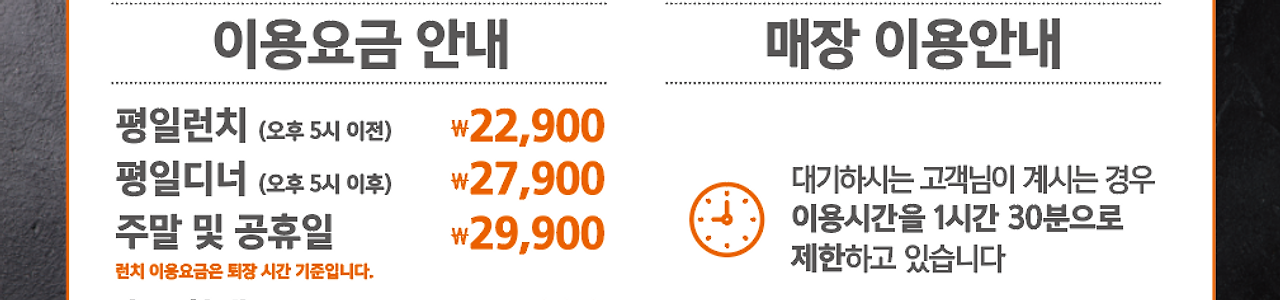 이용요금 안내
평일런치 (오후 5시 이전) ₩22,900
평일디너 (오후 5시 이후) ₩27,900
주말 및 공휴일 ₩29,900
런치 이용요금은 퇴장 시간 기준입니다.
매장 이용안내
대기하시는 고객님이 계시는 경우
이용시간을 1시간 30분으로
제한하고 있습니다